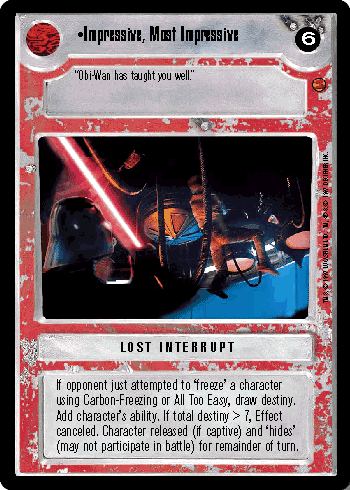 •Impressive, Most Impressive
6
"Obi-Wan has taught you well."
LOST INTERRUPT
If opponent just attempted to 'freeze' a character
using Carbon-Freezing or All Too Easy, draw destiny.
Add character's ability. If total destiny > 7, Effect
canceled. Character released (if captive) and 'hides'
(may not participate in battle) for remainder of turn.